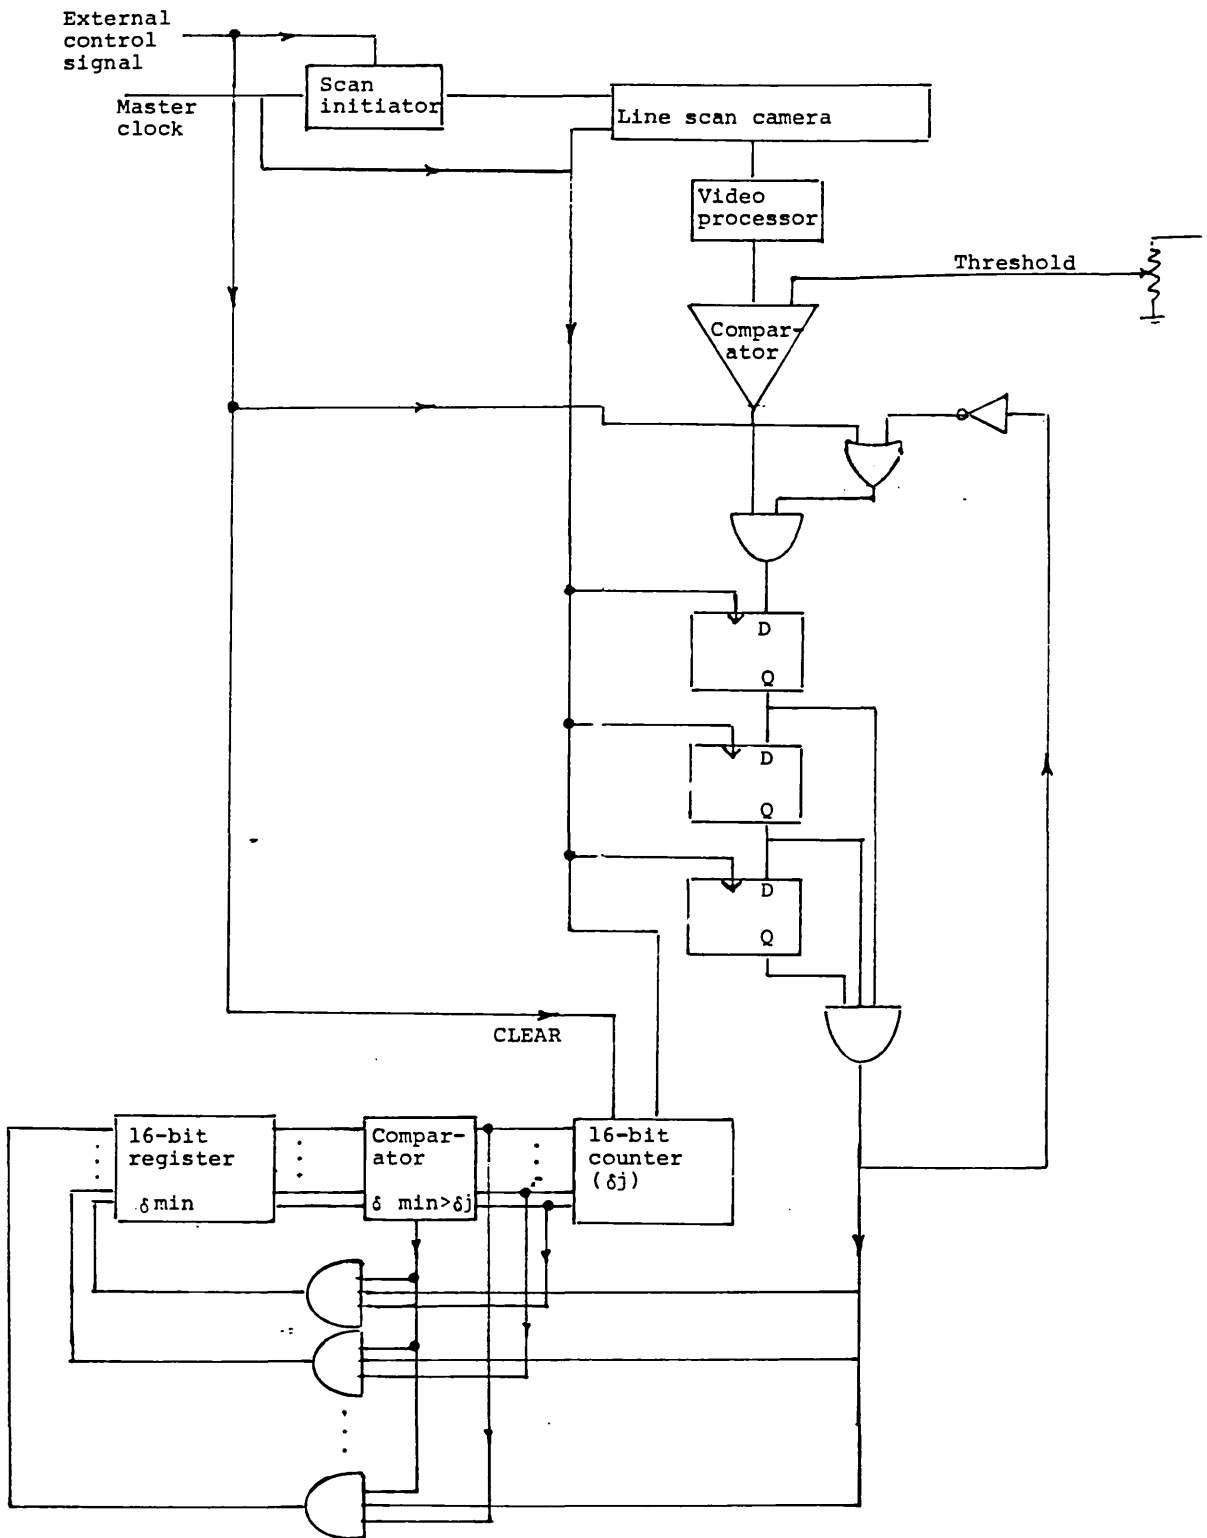 External
control
signal
Master
clock
Scan
initiator
Line scan camera
Video
processor
Threshold
Compar-
ator
D
Q
D
Q
D
Q
CLEAR
16-bit
register
δmin
Compar-
ator
δ min>δj
16-bit
counter
(δj)